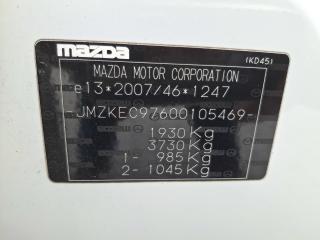 mazda
(KD45)
MAZDA MOTOR CORPORATION
e13*2007/46*1247
-JMZKEC97600105469-
1930 Kg
3730 Kg
1- 985 Kg
2- 1045 Kg